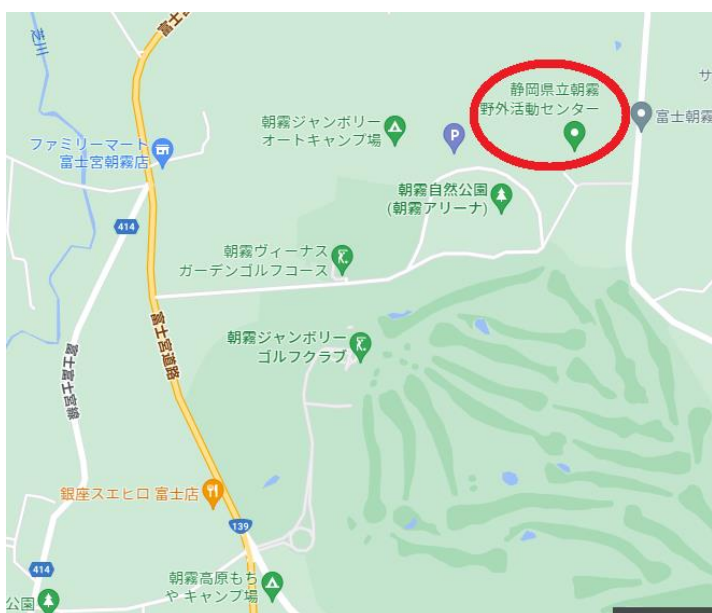 芝川
富士
静岡県立朝霧
野外活動センター
サ
富士朝霧
朝霧ジャンボリー
オートキャンプ場
P
ファミリーマート
富士宮朝霧店
朝霧自然公園
(朝霧アリーナ)
414
朝霧ヴィーナス
ガーデンゴルフコース
富士宮道路
朝霧ジャンボリー
ゴルフクラブ
富士富士宮線
銀座スエヒロ 富士店
139
414
朝霧高原もち
や キャンプ場
公園